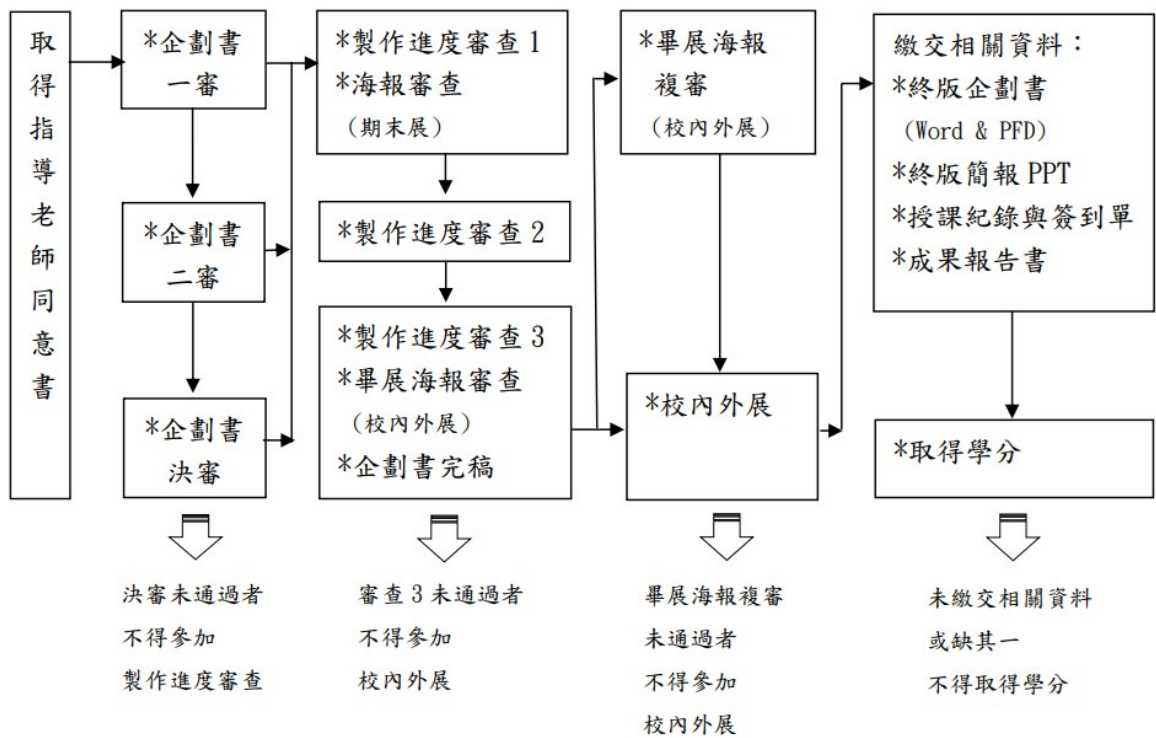 取得指導老師同意書
*企劃書
一審
*企劃書
二審
*企劃書
決審
決審未通過者
不得參加
製作進度審查
*製作進度審查 1
*海報審查
（期末展）
*製作進度審查 2
*製作進度審查 3
*畢展海報審查
（校內外展）
*企劃書完稿
審查 3 未通過者
不得參加
校內外展
*畢展海報
複審
（校內外展）
*校內外展
畢展海報複審
未通過者
不得參加
校內外展
繳交相關資料：
*終版企劃書
（Word & PFD）
*終版簡報 PPT
*授課紀錄與簽到單
*成果報告書
*取得學分
未繳交相關資料
或缺其一
不得取得學分